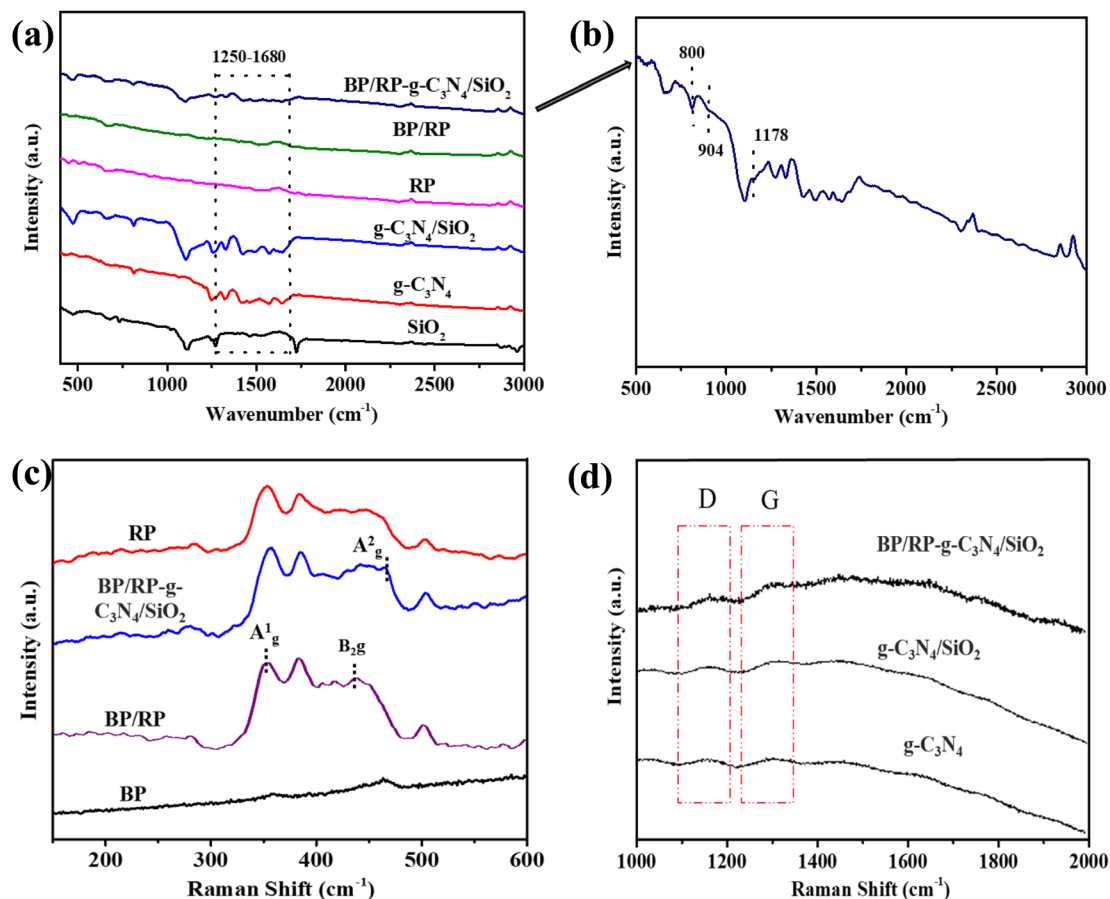 (a)
1250-1680
BP/RP-g-C₃N₄/SiO₂
BP/RP
RP
g-C₃N₄/SiO₂
g-C₃N₄
SiO₂
Intensity (a.u.)
500 1000 1500 2000 2500 3000
Wavenumber (cm⁻¹)
(b)
800
904
1178
Intensity (a.u.)
500 1000 1500 2000 2500 3000
Wavenumber (cm⁻¹)
(c)
RP
BP/RP-g-
C₃N₄/SiO₂
A²g
A¹g
B₂g
BP/RP
BP
Intensity (a.u.)
200 300 400 500 600
Raman Shift (cm⁻¹)
(d)
D G
BP/RP-g-C₃N₄/SiO₂
g-C₃N₄/SiO₂
g-C₃N₄
Intensity (a.u.)
1000 1200 1400 1600 1800 2000
Raman Shift (cm⁻¹)